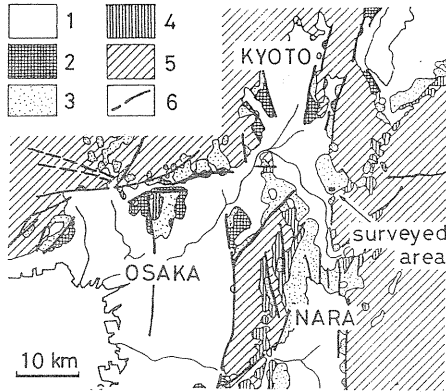 1
4
2
5
3
6
KYOTO
OSAKA
surveyed
area
NARA
10 km